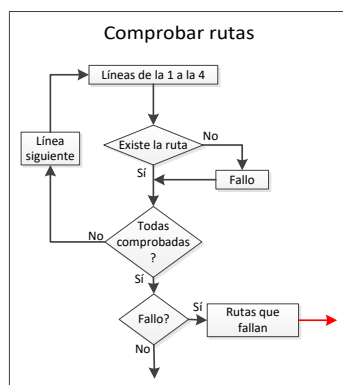 Comprobar rutas
Líneas de la 1 a la 4
Línea
siguiente
Existe la ruta
No
Sí
Fallo
Todas
comprobadas
?
No
Sí
Fallo?
Sí
Rutas que
fallan
No